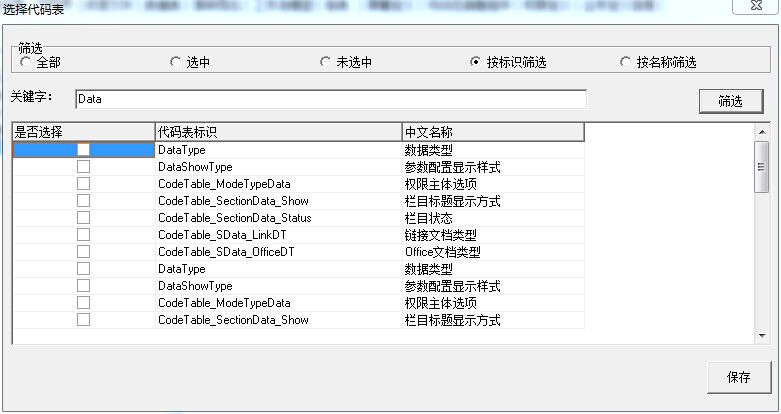 选择代码表
筛选
全部 选中 未选中 按标识筛选 按名称筛选
关键字: Data 筛选
是否选择 代码表标识 中文名称
DataType 数据类型
DataShowType 参数配置显示样式
CodeTable_ModeTypeData 权限主体选项
CodeTable_SectionData_Show 栏目标题显示方式
CodeTable_SectionData_Status 栏目状态
CodeTable_SData_LinkDT 链接文档类型
CodeTable_SData_OfficeDT Office文档类型
DataType 数据类型
DataShowType 参数配置显示样式
CodeTable_ModeTypeData 权限主体选项
CodeTable_SectionData_Show 栏目标题显示方式
保存